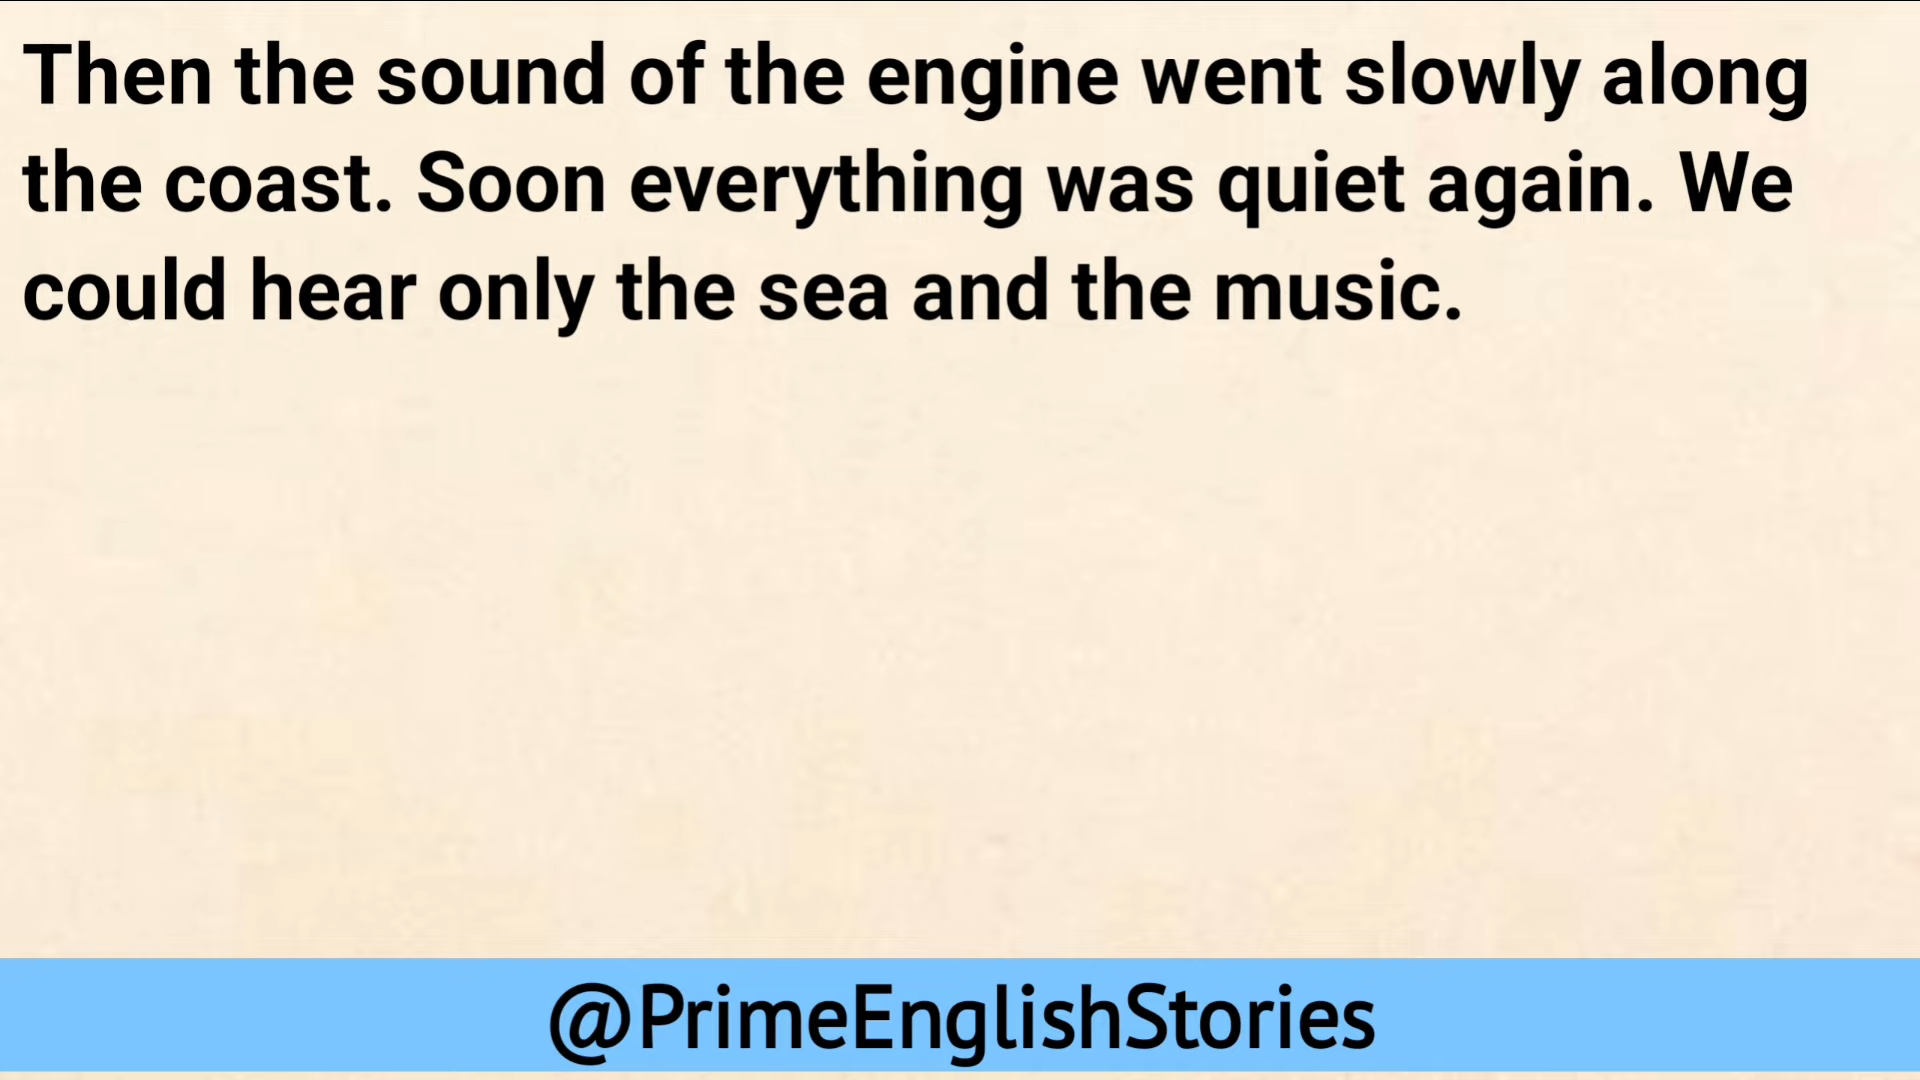 Then the sound of the engine went slowly along
the coast. Soon everything was quiet again. We
could hear only the sea and the music.
@PrimeEnglishStories